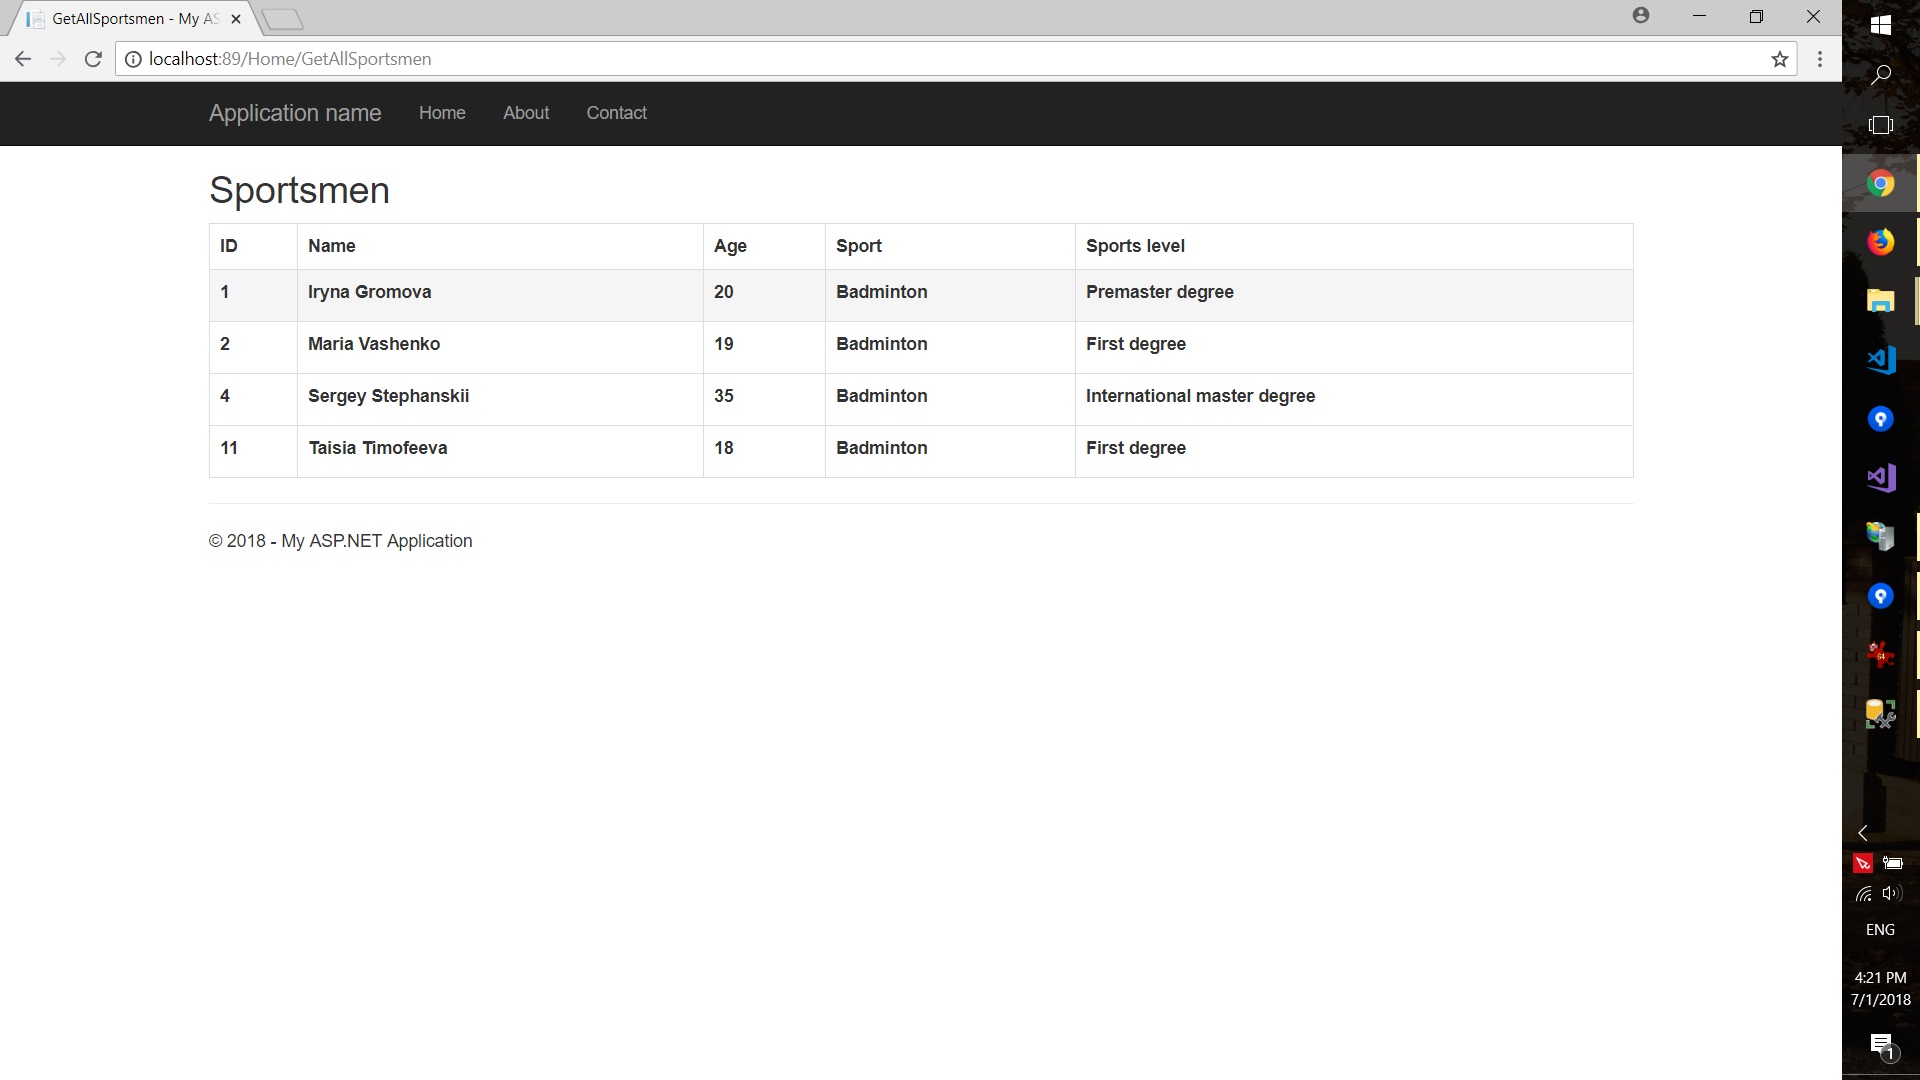 GetAllSportsmen - My AS
localhost:89/Home/GetAllSportsmen
Application name Home About Contact
Sportsmen
ID Name Age Sport Sports level
1 Iryna Gromova 20 Badminton Premaster degree
2 Maria Vashenko 19 Badminton First degree
4 Sergey Stephanskii 35 Badminton International master degree
11 Taisia Timofeeva 18 Badminton First degree
© 2018 - My ASP.NET Application
64
ENG
4:21 PM
7/1/2018
1